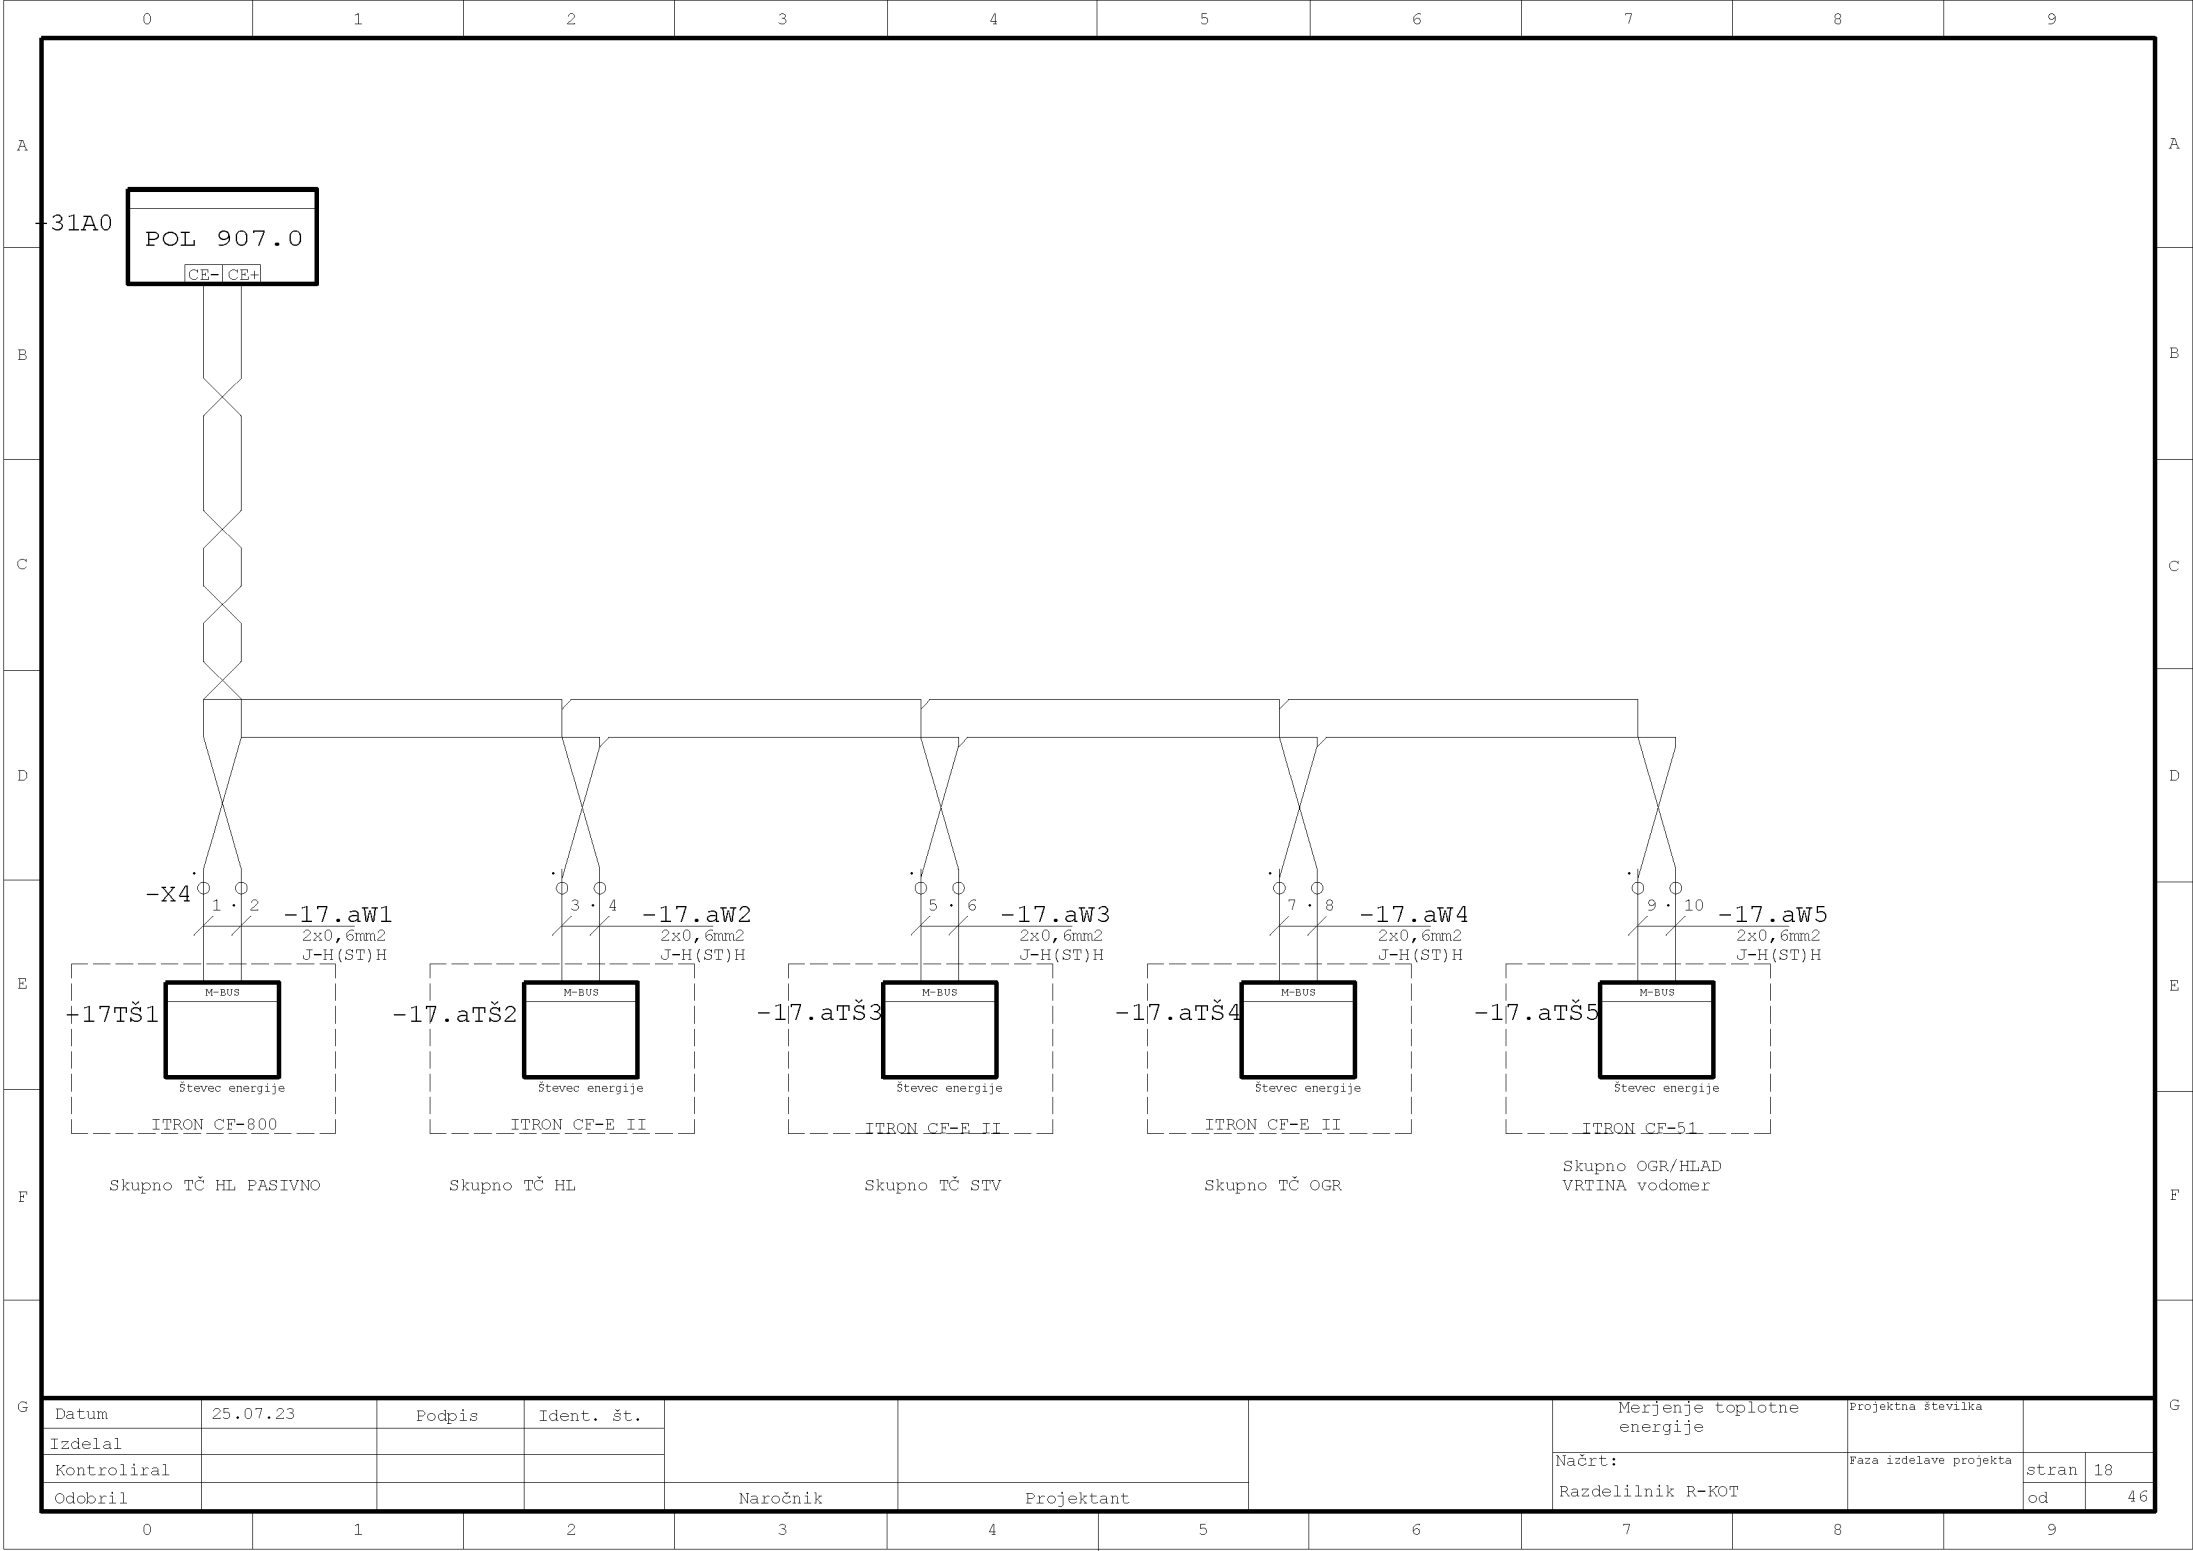 0 1 2 3 4 5 6 7 8 9
A A
-31A0
POL 907.0
CE- CE+
B B
C C
D D
-X4 1 2 3 4 5 6 7 8 9 10
-17.aW1 -17.aW2 -17.aW3 -17.aW4 -17.aW5
2x0,6mm2 2x0,6mm2 2x0,6mm2 2x0,6mm2 2x0,6mm2
J-H(ST)H J-H(ST)H J-H(ST)H J-H(ST)H J-H(ST)H
E E
M-BUS M-BUS M-BUS M-BUS M-BUS
-17TŠ1 -17.aTŠ2 -17.aTŠ3 -17.aTŠ4 -17.aTŠ5
Števec energije Števec energije Števec energije Števec energije Števec energije
ITRON CF-800 ITRON CF-E II ITRON CF-E II ITRON CF-E II ITRON CF-51
Skupno TČ HL PASIVNO
Skupno TČ HL
Skupno TČ STV
Skupno TČ OGR
Skupno OGR/HLAD
VRTINA vodomer
F F
G G
Datum 25.07.23 Podpis Ident. št.
Izdelal
Kontroliral
Odobril
Naročnik
Projektant
Merjenje toplotne
energije
Načrt:
Razdelilnik R-KOT
Projektna številka
Faza izdelave projekta
stran 18
od 46
0 1 2 3 4 5 6 7 8 9